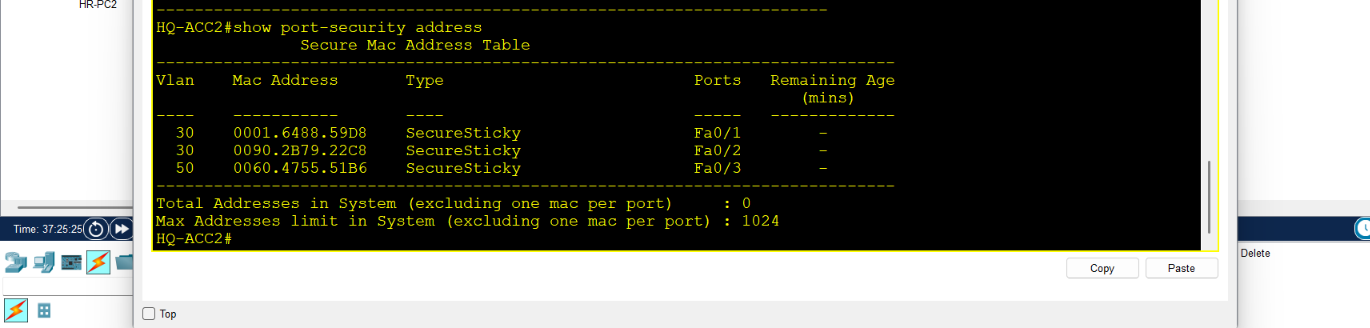 HR-PC2
HQ-ACC2#show port-security address
Secure Mac Address Table
-----------------------------------------------------------------------------
Vlan Mac Address Type Ports Remaining Age
(mins)
---- ----------- ---- ----- -------------
30 0001.6488.59D8 SecureSticky Fa0/1 -
30 0090.2B79.22C8 SecureSticky Fa0/2 -
50 0060.4755.51B6 SecureSticky Fa0/3 -
-----------------------------------------------------------------------------
Total Addresses in System (excluding one mac per port) : 0
Max Addresses limit in System (excluding one mac per port) : 1024
HQ-ACC2#
Time: 37:25:25
Delete
Copy Paste
Top